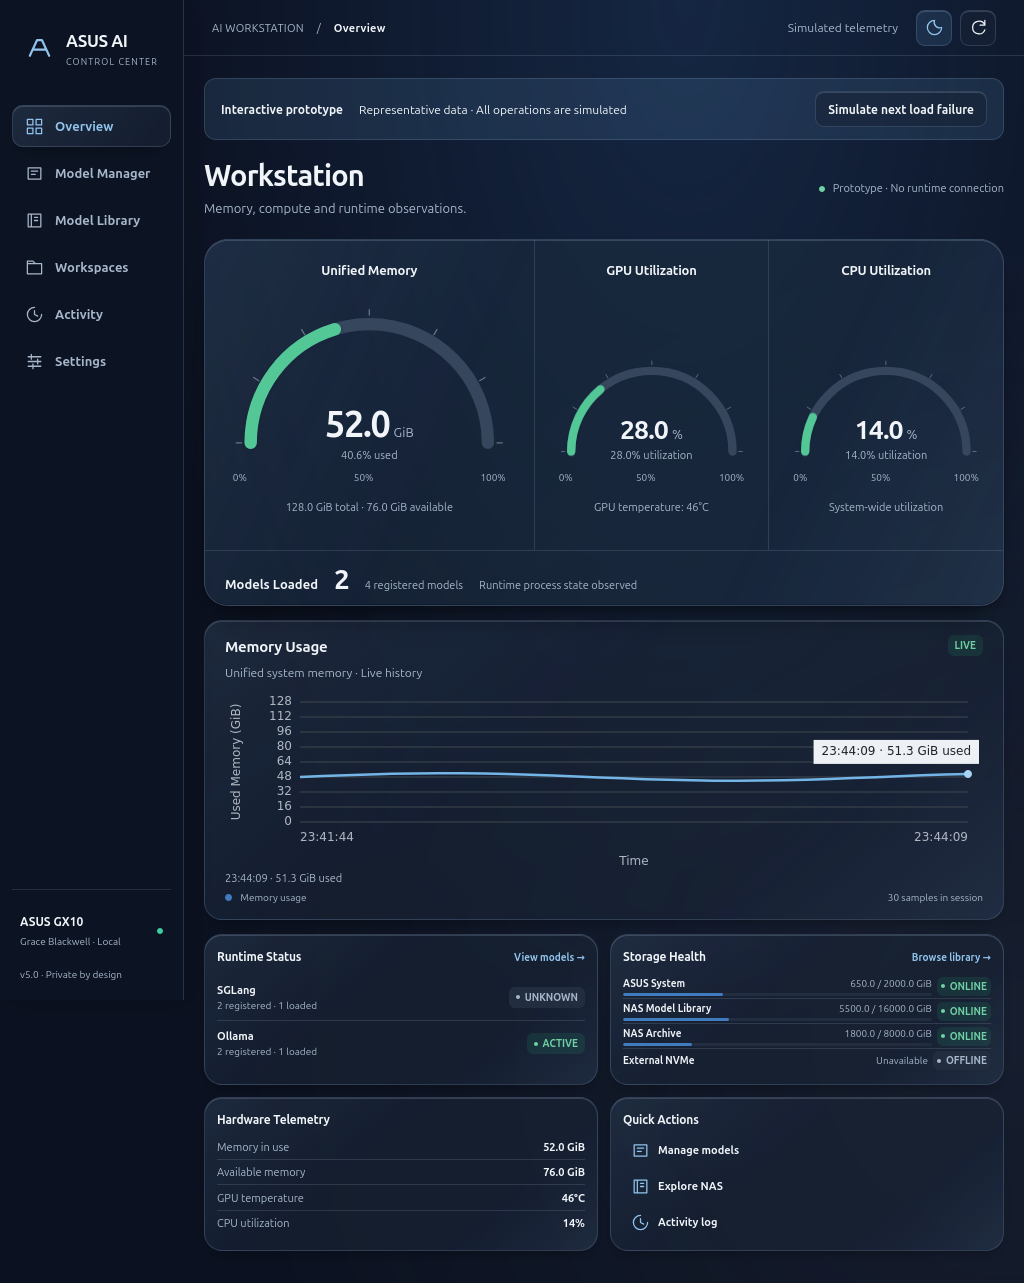 ASUS AI
CONTROL CENTER
Overview
Model Manager
Model Library
Workspaces
Activity
Settings
ASUS GX10
Grace Blackwell · Local
v5.0 · Private by design
AI WORKSTATION / Overview
Simulated telemetry
Interactive prototype Representative data · All operations are simulated
Simulate next load failure
Workstation
Memory, compute and runtime observations.
Prototype · No runtime connection
Unified Memory
52.0 GiB
40.6% used
0% 50% 100%
128.0 GiB total · 76.0 GiB available
GPU Utilization
28.0 %
28.0% utilization
0% 50% 100%
GPU temperature: 46°C
CPU Utilization
14.0 %
14.0% utilization
0% 50% 100%
System-wide utilization
Models Loaded 2 4 registered models Runtime process state observed
Memory Usage
LIVE
Unified system memory · Live history
Used Memory (GiB)
128
112
96
80
64
48
32
16
0
23:44:09 · 51.3 GiB used
23:41:44 23:44:09
Time
23:44:09 · 51.3 GiB used
Memory usage
30 samples in session
Runtime Status
View models →
SGLang
2 registered · 1 loaded
UNKNOWN
Ollama
2 registered · 1 loaded
ACTIVE
Storage Health
Browse library →
ASUS System 650.0 / 2000.0 GiB ONLINE
NAS Model Library 5500.0 / 16000.0 GiB ONLINE
NAS Archive 1800.0 / 8000.0 GiB ONLINE
External NVMe Unavailable OFFLINE
Hardware Telemetry
Memory in use 52.0 GiB
Available memory 76.0 GiB
GPU temperature 46°C
CPU utilization 14%
Quick Actions
Manage models
Explore NAS
Activity log